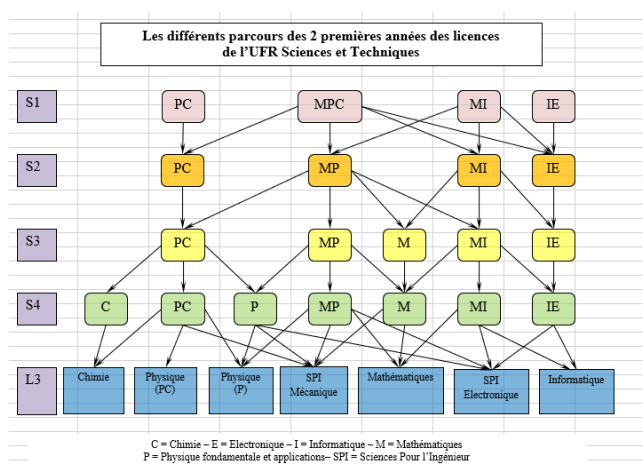 Les différents parcours des 2 premières années des licences
de l'UFR Sciences et Techniques
S1 PC MPC MI IE
S2 PC MP MI IE
S3 PC MP M MI IE
S4 C PC P MP M MI IE
L3 Chimie Physique (PC) Physique (P) SPI Mécanique Mathématiques SPI Electronique Informatique
C = Chimie – E = Electronique – I = Informatique – M = Mathématiques
P = Physique fondamentale et applications– SPI = Sciences Pour l'Ingénieur